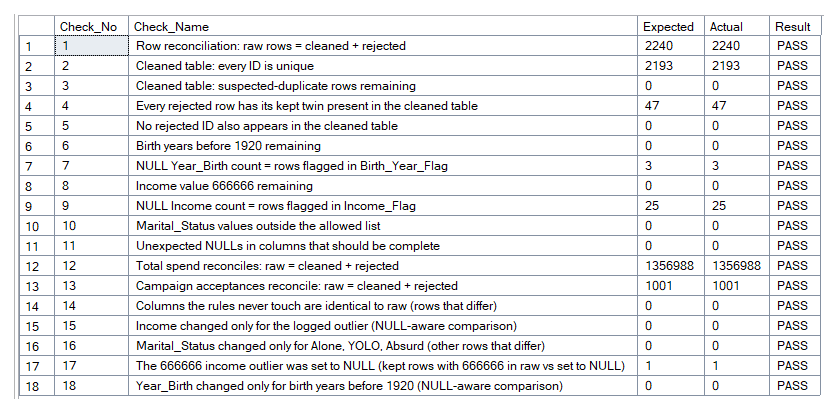 Check_No Check_Name Expected Actual Result
1 1 Row reconciliation: raw rows = cleaned + rejected 2240 2240 PASS
2 2 Cleaned table: every ID is unique 2193 2193 PASS
3 3 Cleaned table: suspected-duplicate rows remaining 0 0 PASS
4 4 Every rejected row has its kept twin present in the cleaned table 47 47 PASS
5 5 No rejected ID also appears in the cleaned table 0 0 PASS
6 6 Birth years before 1920 remaining 0 0 PASS
7 7 NULL Year_Birth count = rows flagged in Birth_Year_Flag 3 3 PASS
8 8 Income value 666666 remaining 0 0 PASS
9 9 NULL Income count = rows flagged in Income_Flag 25 25 PASS
10 10 Marital_Status values outside the allowed list 0 0 PASS
11 11 Unexpected NULLs in columns that should be complete 0 0 PASS
12 12 Total spend reconciles: raw = cleaned + rejected 1356988 1356988 PASS
13 13 Campaign acceptances reconcile: raw = cleaned + rejected 1001 1001 PASS
14 14 Columns the rules never touch are identical to raw (rows that differ) 0 0 PASS
15 15 Income changed only for the logged outlier (NULL-aware comparison) 0 0 PASS
16 16 Marital_Status changed only for Alone, YOLO, Absurd (other rows that differ) 0 0 PASS
17 17 The 666666 income outlier was set to NULL (kept rows with 666666 in raw vs set to NULL) 1 1 PASS
18 18 Year_Birth changed only for birth years before 1920 (NULL-aware comparison) 0 0 PASS